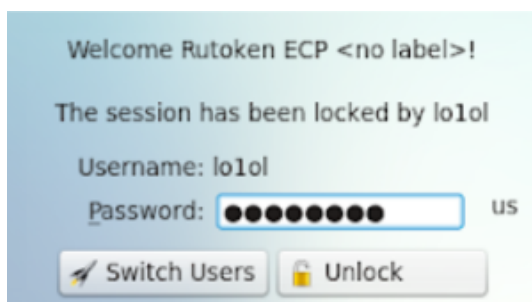 Welcome Rutoken ECP <no label>!
The session has been locked by lo1ol
Username: lo1ol
Password: ●●●●●●●● us
Switch Users Unlock